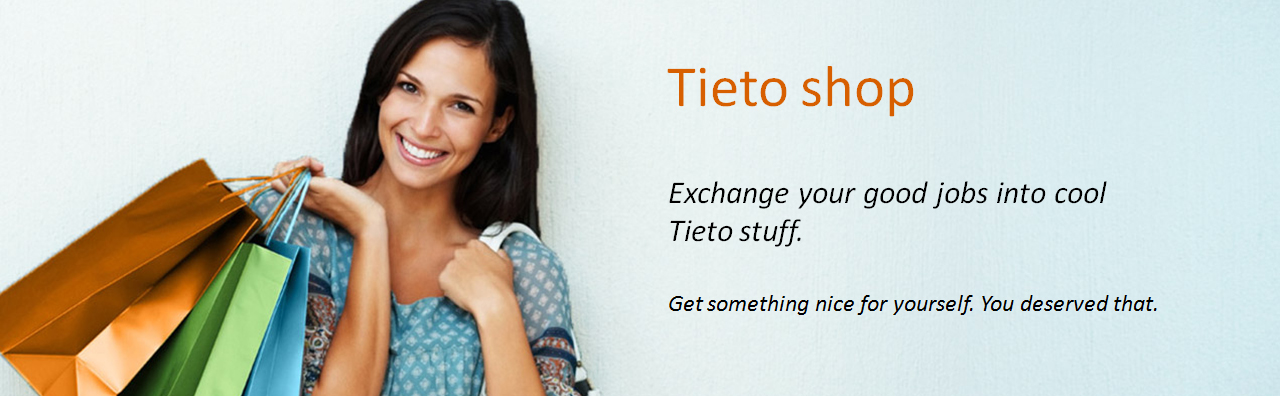 Tieto shop
Exchange your good jobs into cool
Tieto stuff.
Get something nice for yourself. You deserved that.